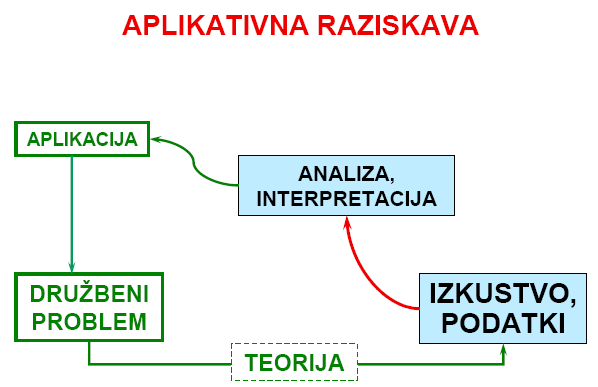 APLIKATIVNA RAZISKAVA
APLIKACIJA
ANALIZA,
INTERPRETACIJA
DRUŽBENI
PROBLEM
IZKUSTVO,
PODATKI
TEORIJA